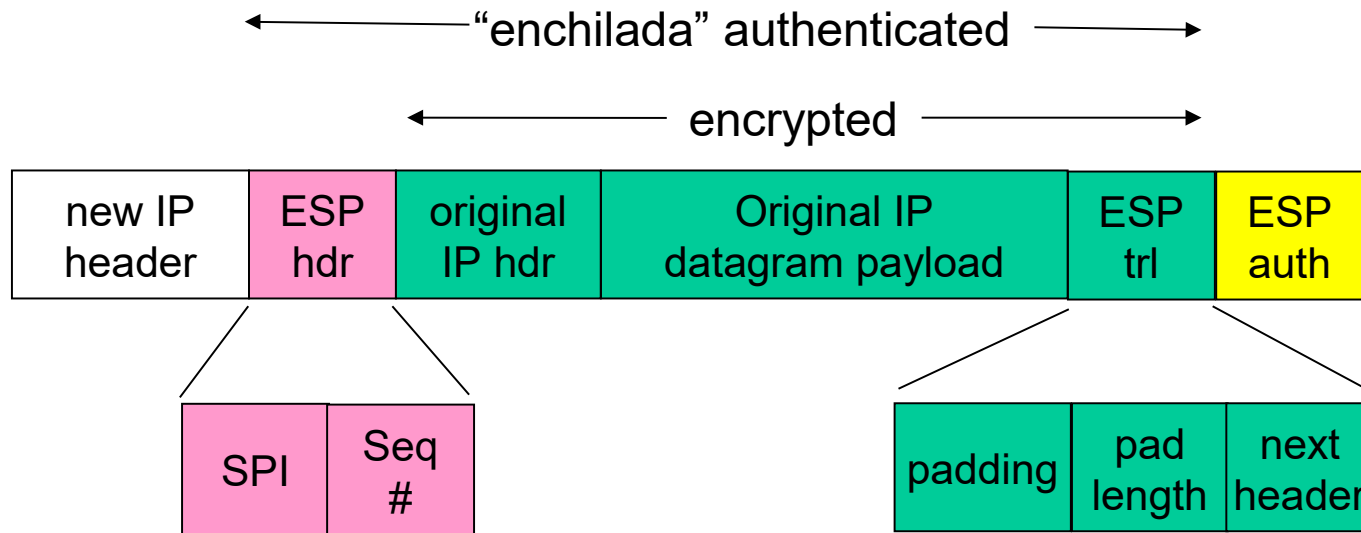 “enchilada” authenticated
encrypted
new IP
header
ESP
hdr
original
IP hdr
Original IP
datagram payload
ESP
trl
ESP
auth
SPI
Seq
#
padding
pad
length
next
header